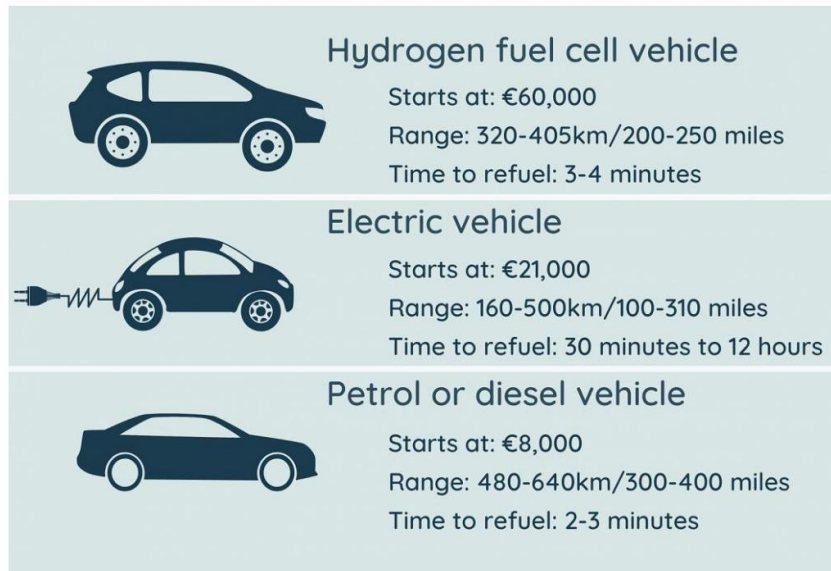 Hydrogen fuel cell vehicle
Starts at: €60,000
Range: 320-405km/200-250 miles
Time to refuel: 3-4 minutes
Electric vehicle
Starts at: €21,000
Range: 160-500km/100-310 miles
Time to refuel: 30 minutes to 12 hours
Petrol or diesel vehicle
Starts at: €8,000
Range: 480-640km/300-400 miles
Time to refuel: 2-3 minutes